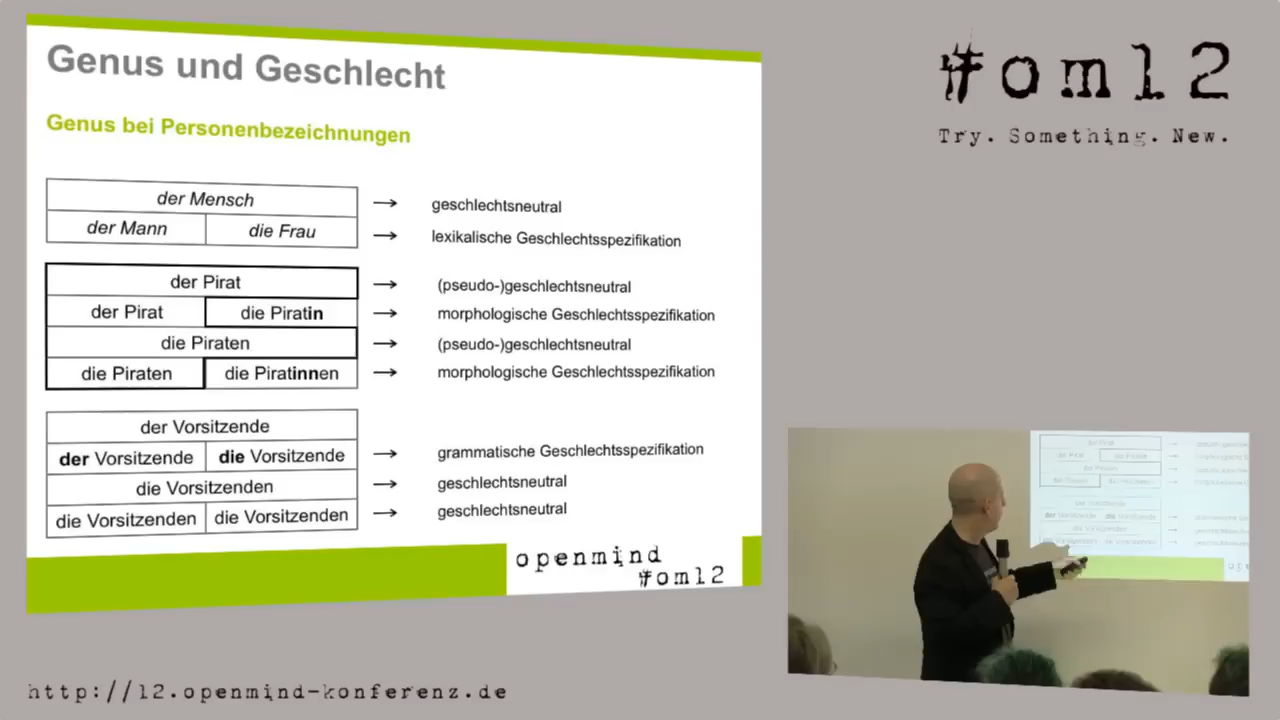 Genus und Geschlecht
Genus bei Personenbezeichnungen
der Mensch → geschlechtsneutral
der Mann die Frau → lexikalische Geschlechtsspezifikation
der Pirat → (pseudo-)geschlechtsneutral
der Pirat die Piratin → morphologische Geschlechtsspezifikation
die Piraten → (pseudo-)geschlechtsneutral
die Piraten die Piratinnen → morphologische Geschlechtsspezifikation
der Vorsitzende
der Vorsitzende die Vorsitzende → grammatische Geschlechtsspezifikation
die Vorsitzenden → geschlechtsneutral
die Vorsitzenden die Vorsitzenden → geschlechtsneutral
openmind
#om12
#om12
Try. Something. New.
http://12.openmind-konferenz.de